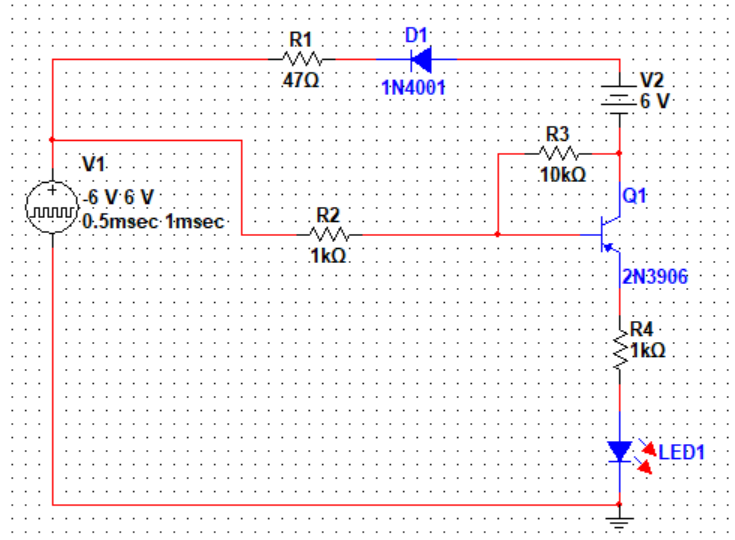 R1
47Ω
D1
1N4001
V2
6 V
R3
10kΩ
V1
-6 V 6 V
0.5msec 1msec
R2
1kΩ
Q1
2N3906
R4
1kΩ
LED1